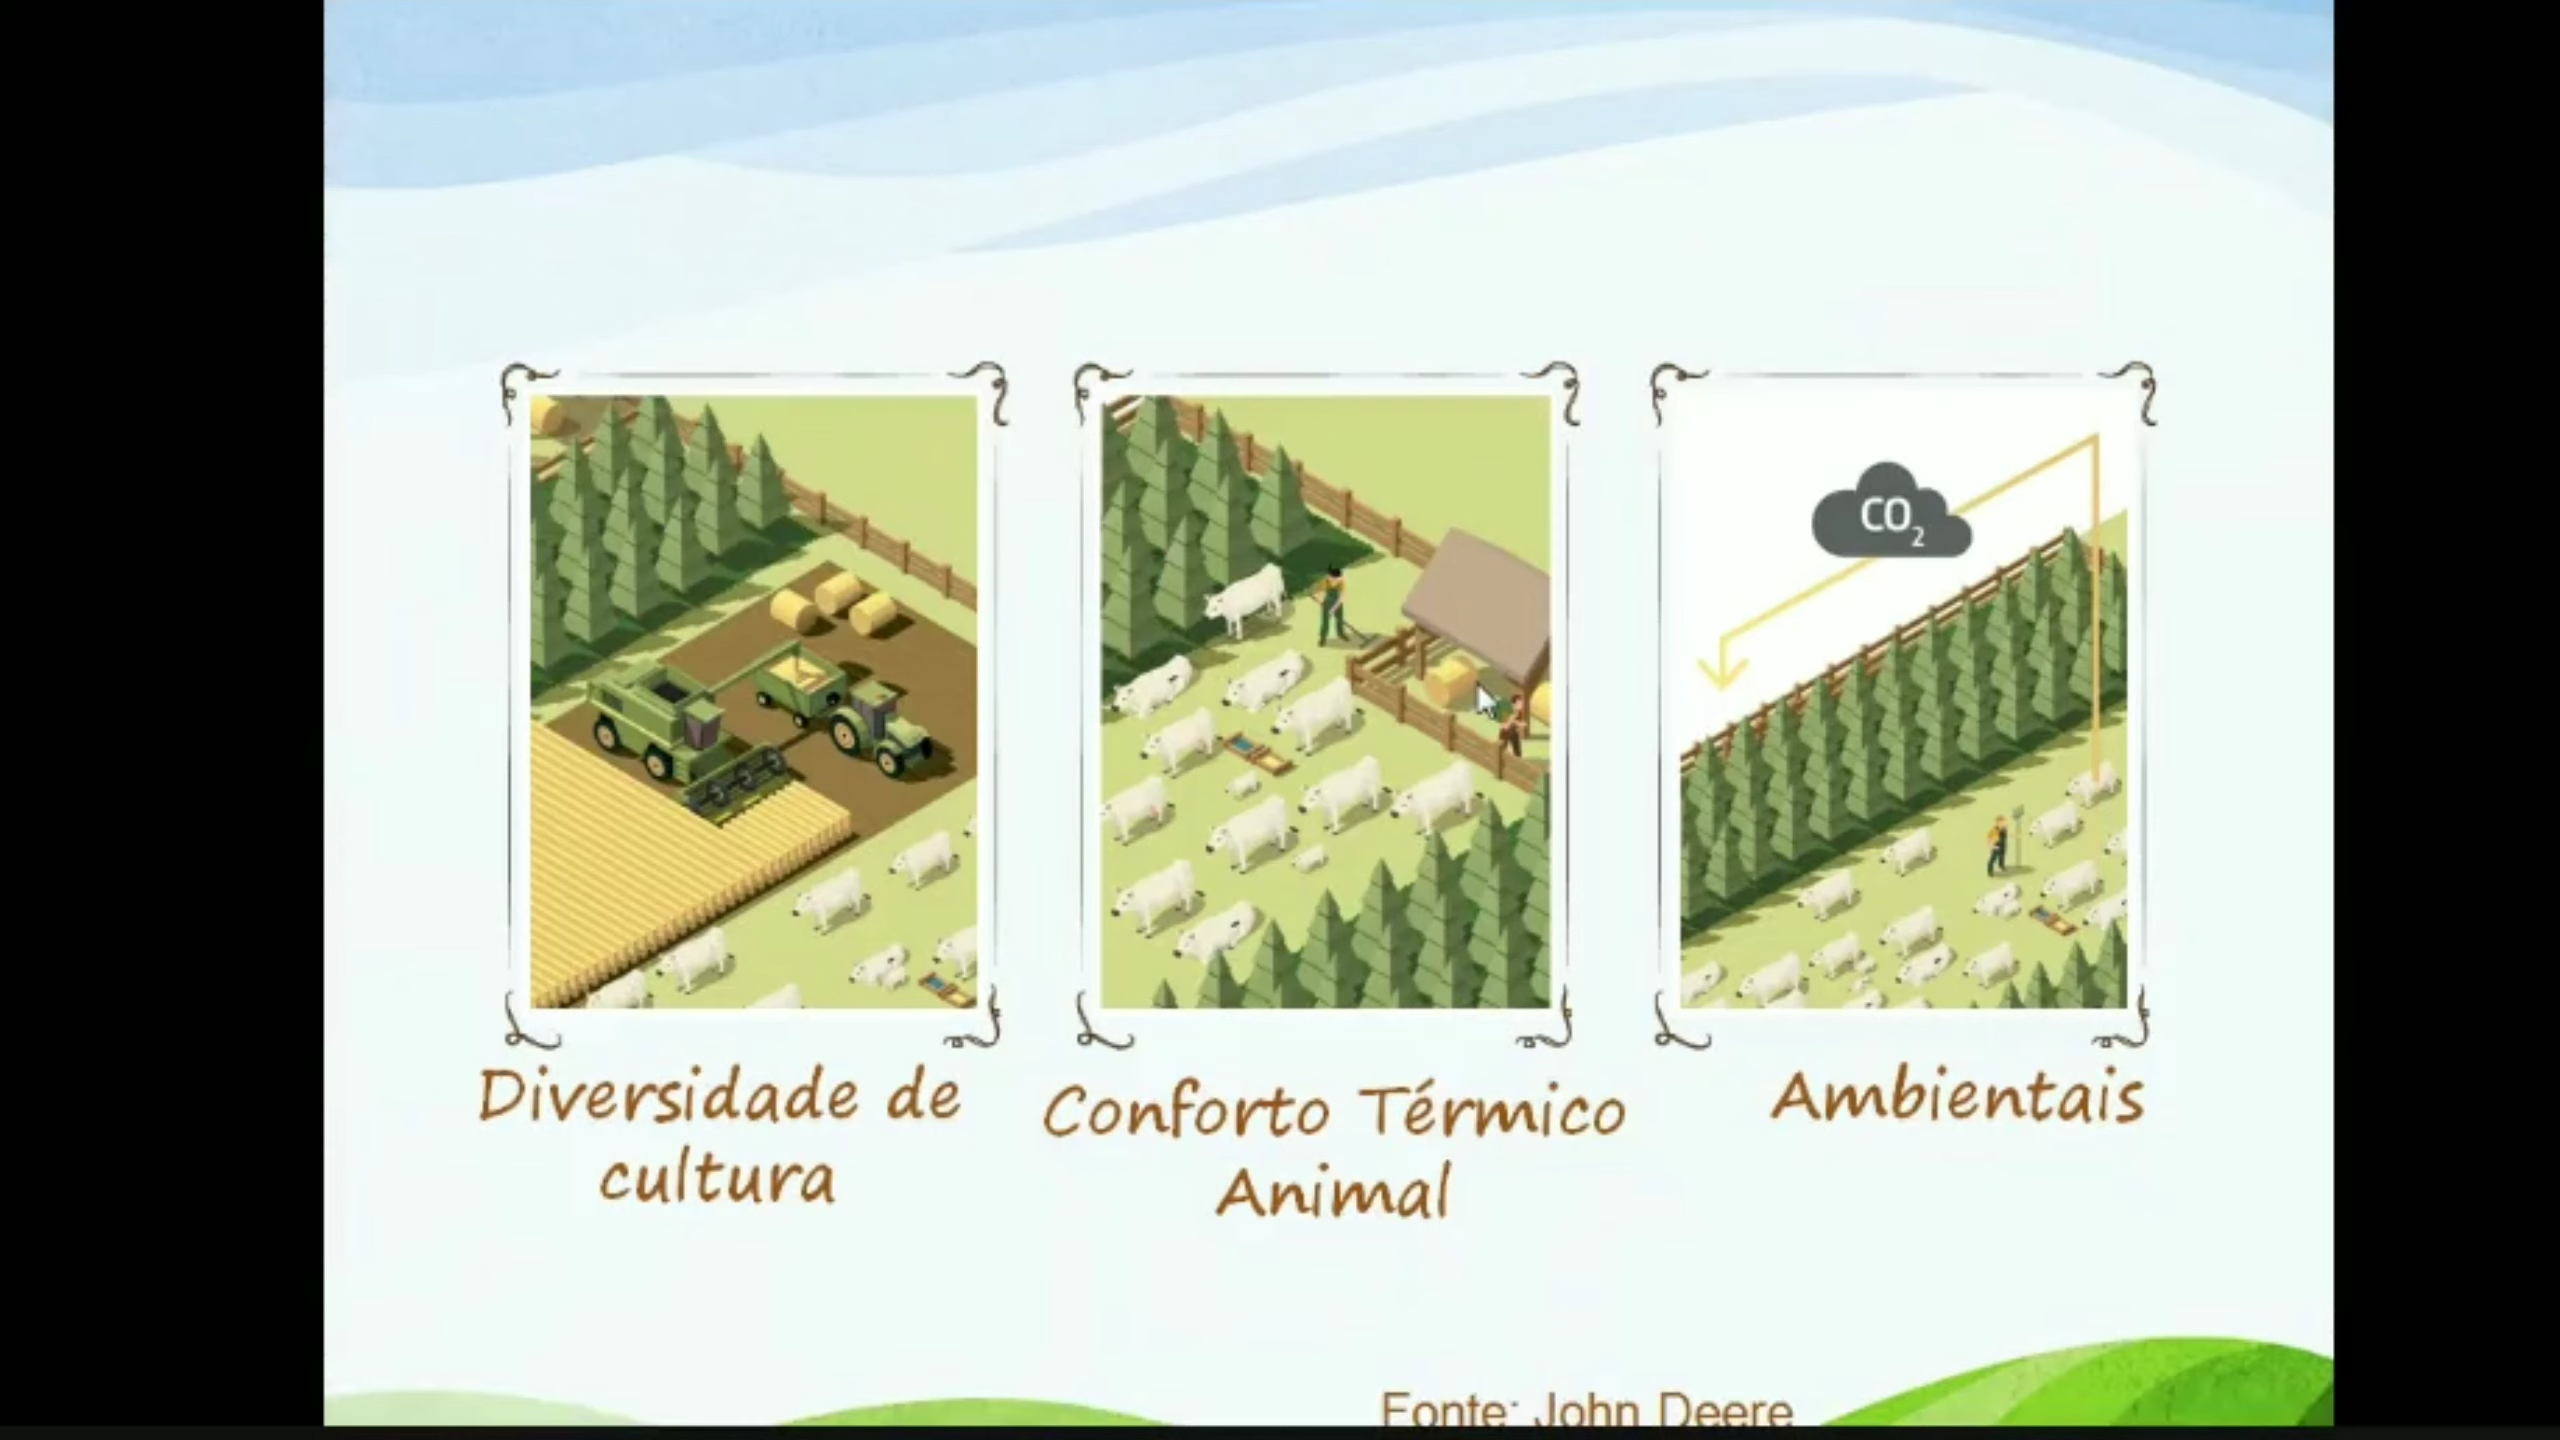 CO2
Diversidade de
cultura
Conforto Térmico
Animal
Ambientais
Fonte: John Deere